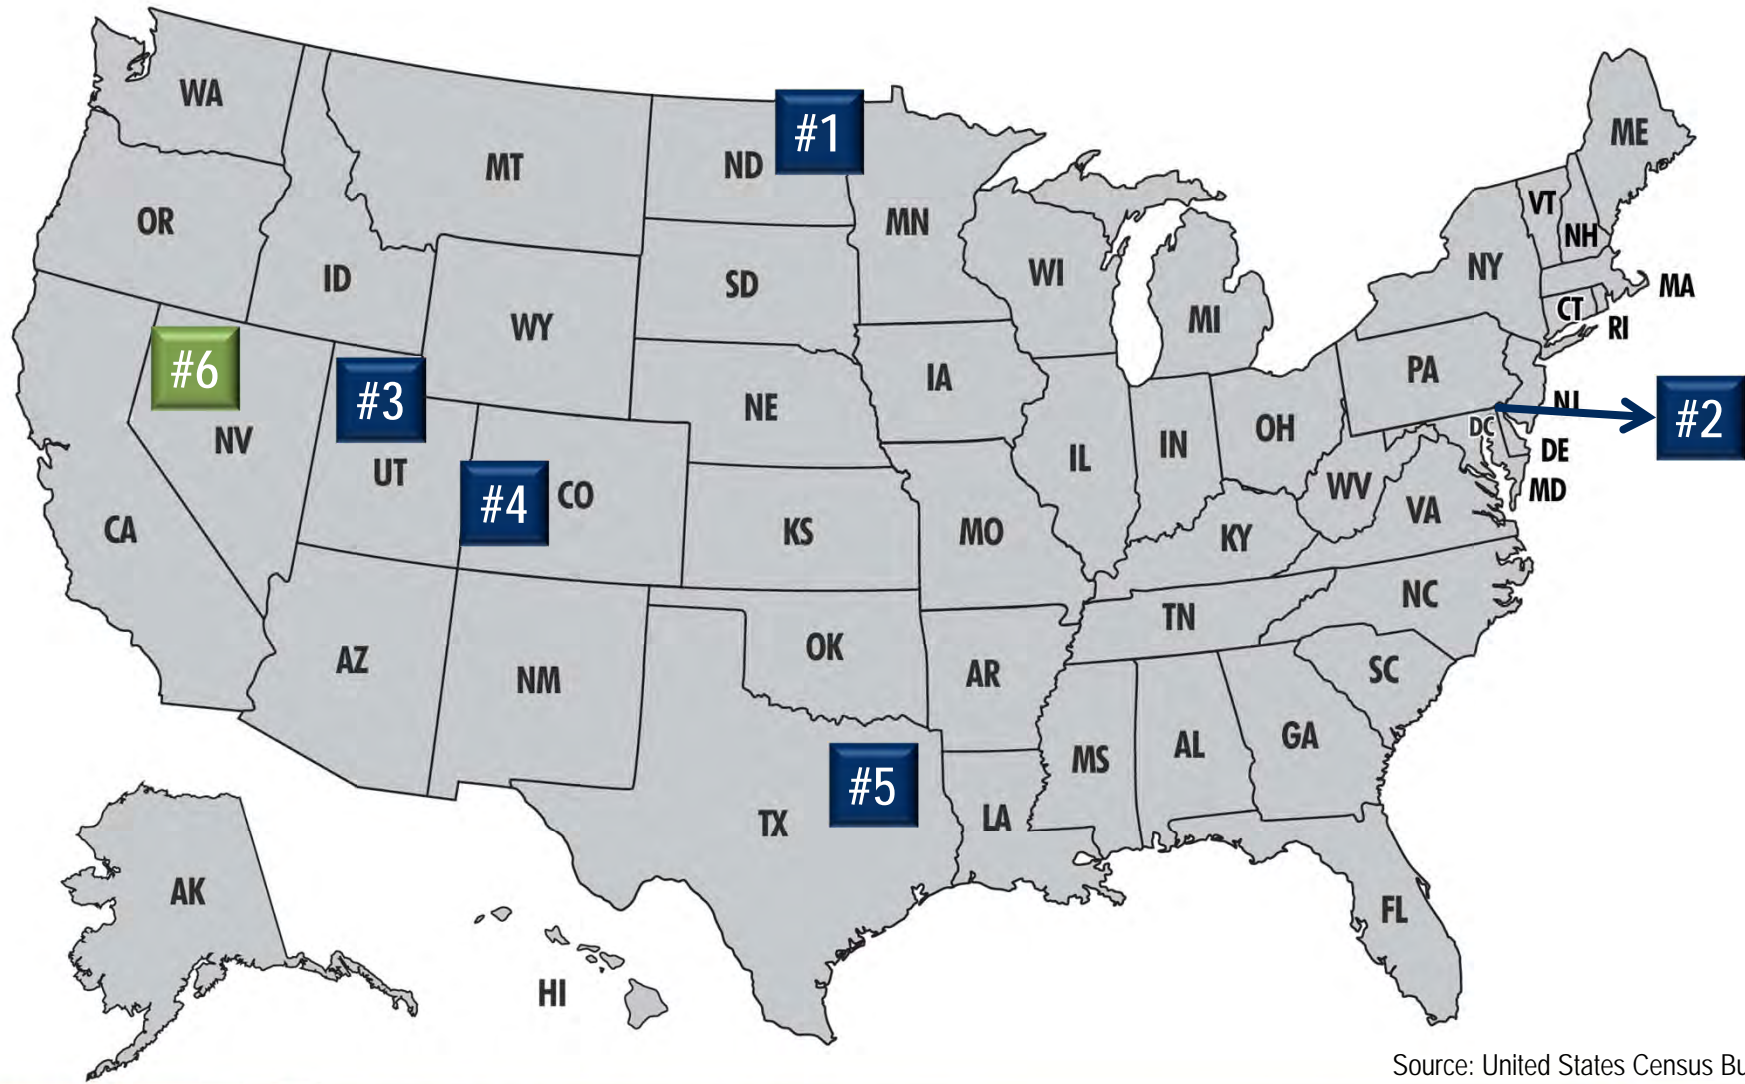 WA
MT
ND
#1
MN
ME
VT
NH
OR
ID
SD
WI
NY
MA
CT
RI
WY
MI
#6
#3
IA
PA
NE
NJ
#2
NV
UT
#4
CO
IL
IN
OH
DC
DE
MD
WV
VA
CA
KS
MO
KY
NC
TN
AZ
NM
OK
AR
SC
MS
AL
GA
TX
#5
LA
AK
FL
HI
Source: United States Census Bu